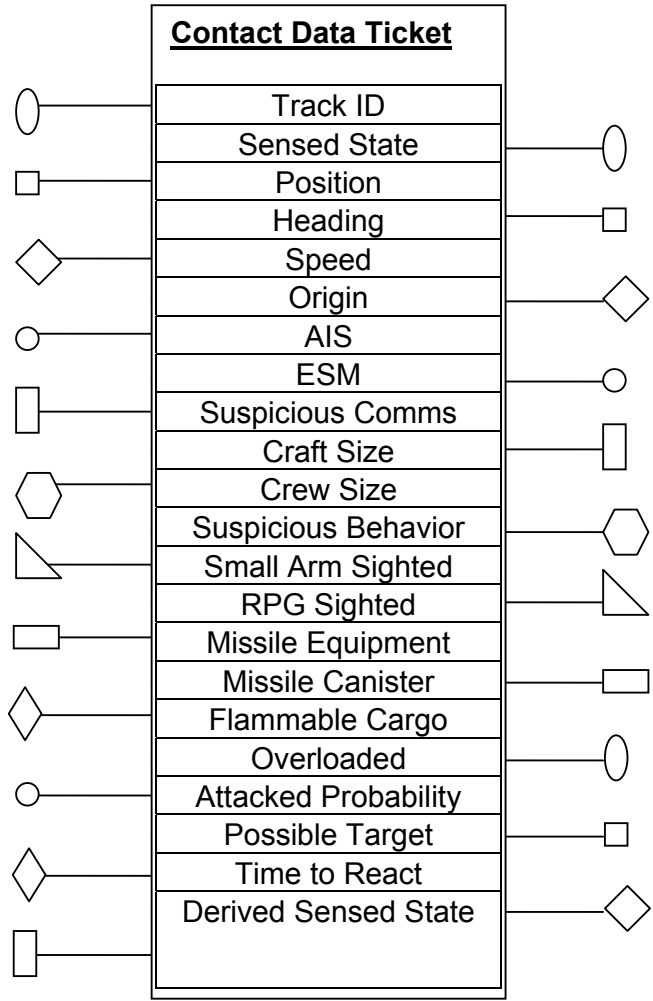 Contact Data Ticket
Track ID
Sensed State
Position
Heading
Speed
Origin
AIS
ESM
Suspicious Comms
Craft Size
Crew Size
Suspicious Behavior
Small Arm Sighted
RPG Sighted
Missile Equipment
Missile Canister
Flammable Cargo
Overloaded
Attacked Probability
Possible Target
Time to React
Derived Sensed State